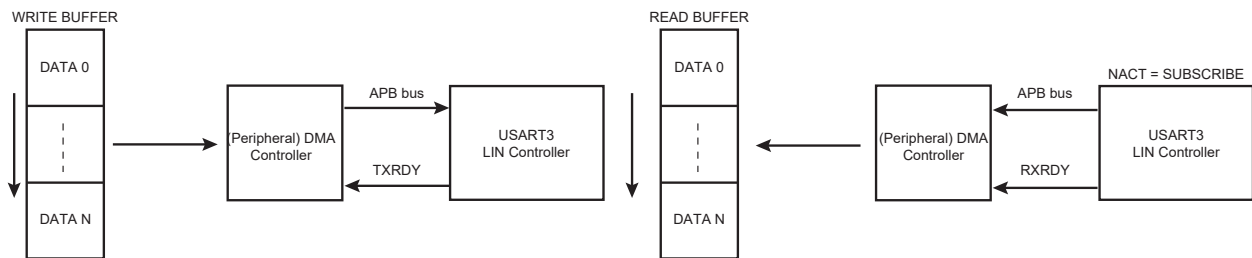 WRITE BUFFER
DATA 0
DATA N
(Peripheral) DMA
Controller
APB bus
TXRDY
USART3
LIN Controller
READ BUFFER
DATA 0
DATA N
(Peripheral) DMA
Controller
APB bus
RXRDY
NACT = SUBSCRIBE
USART3
LIN Controller